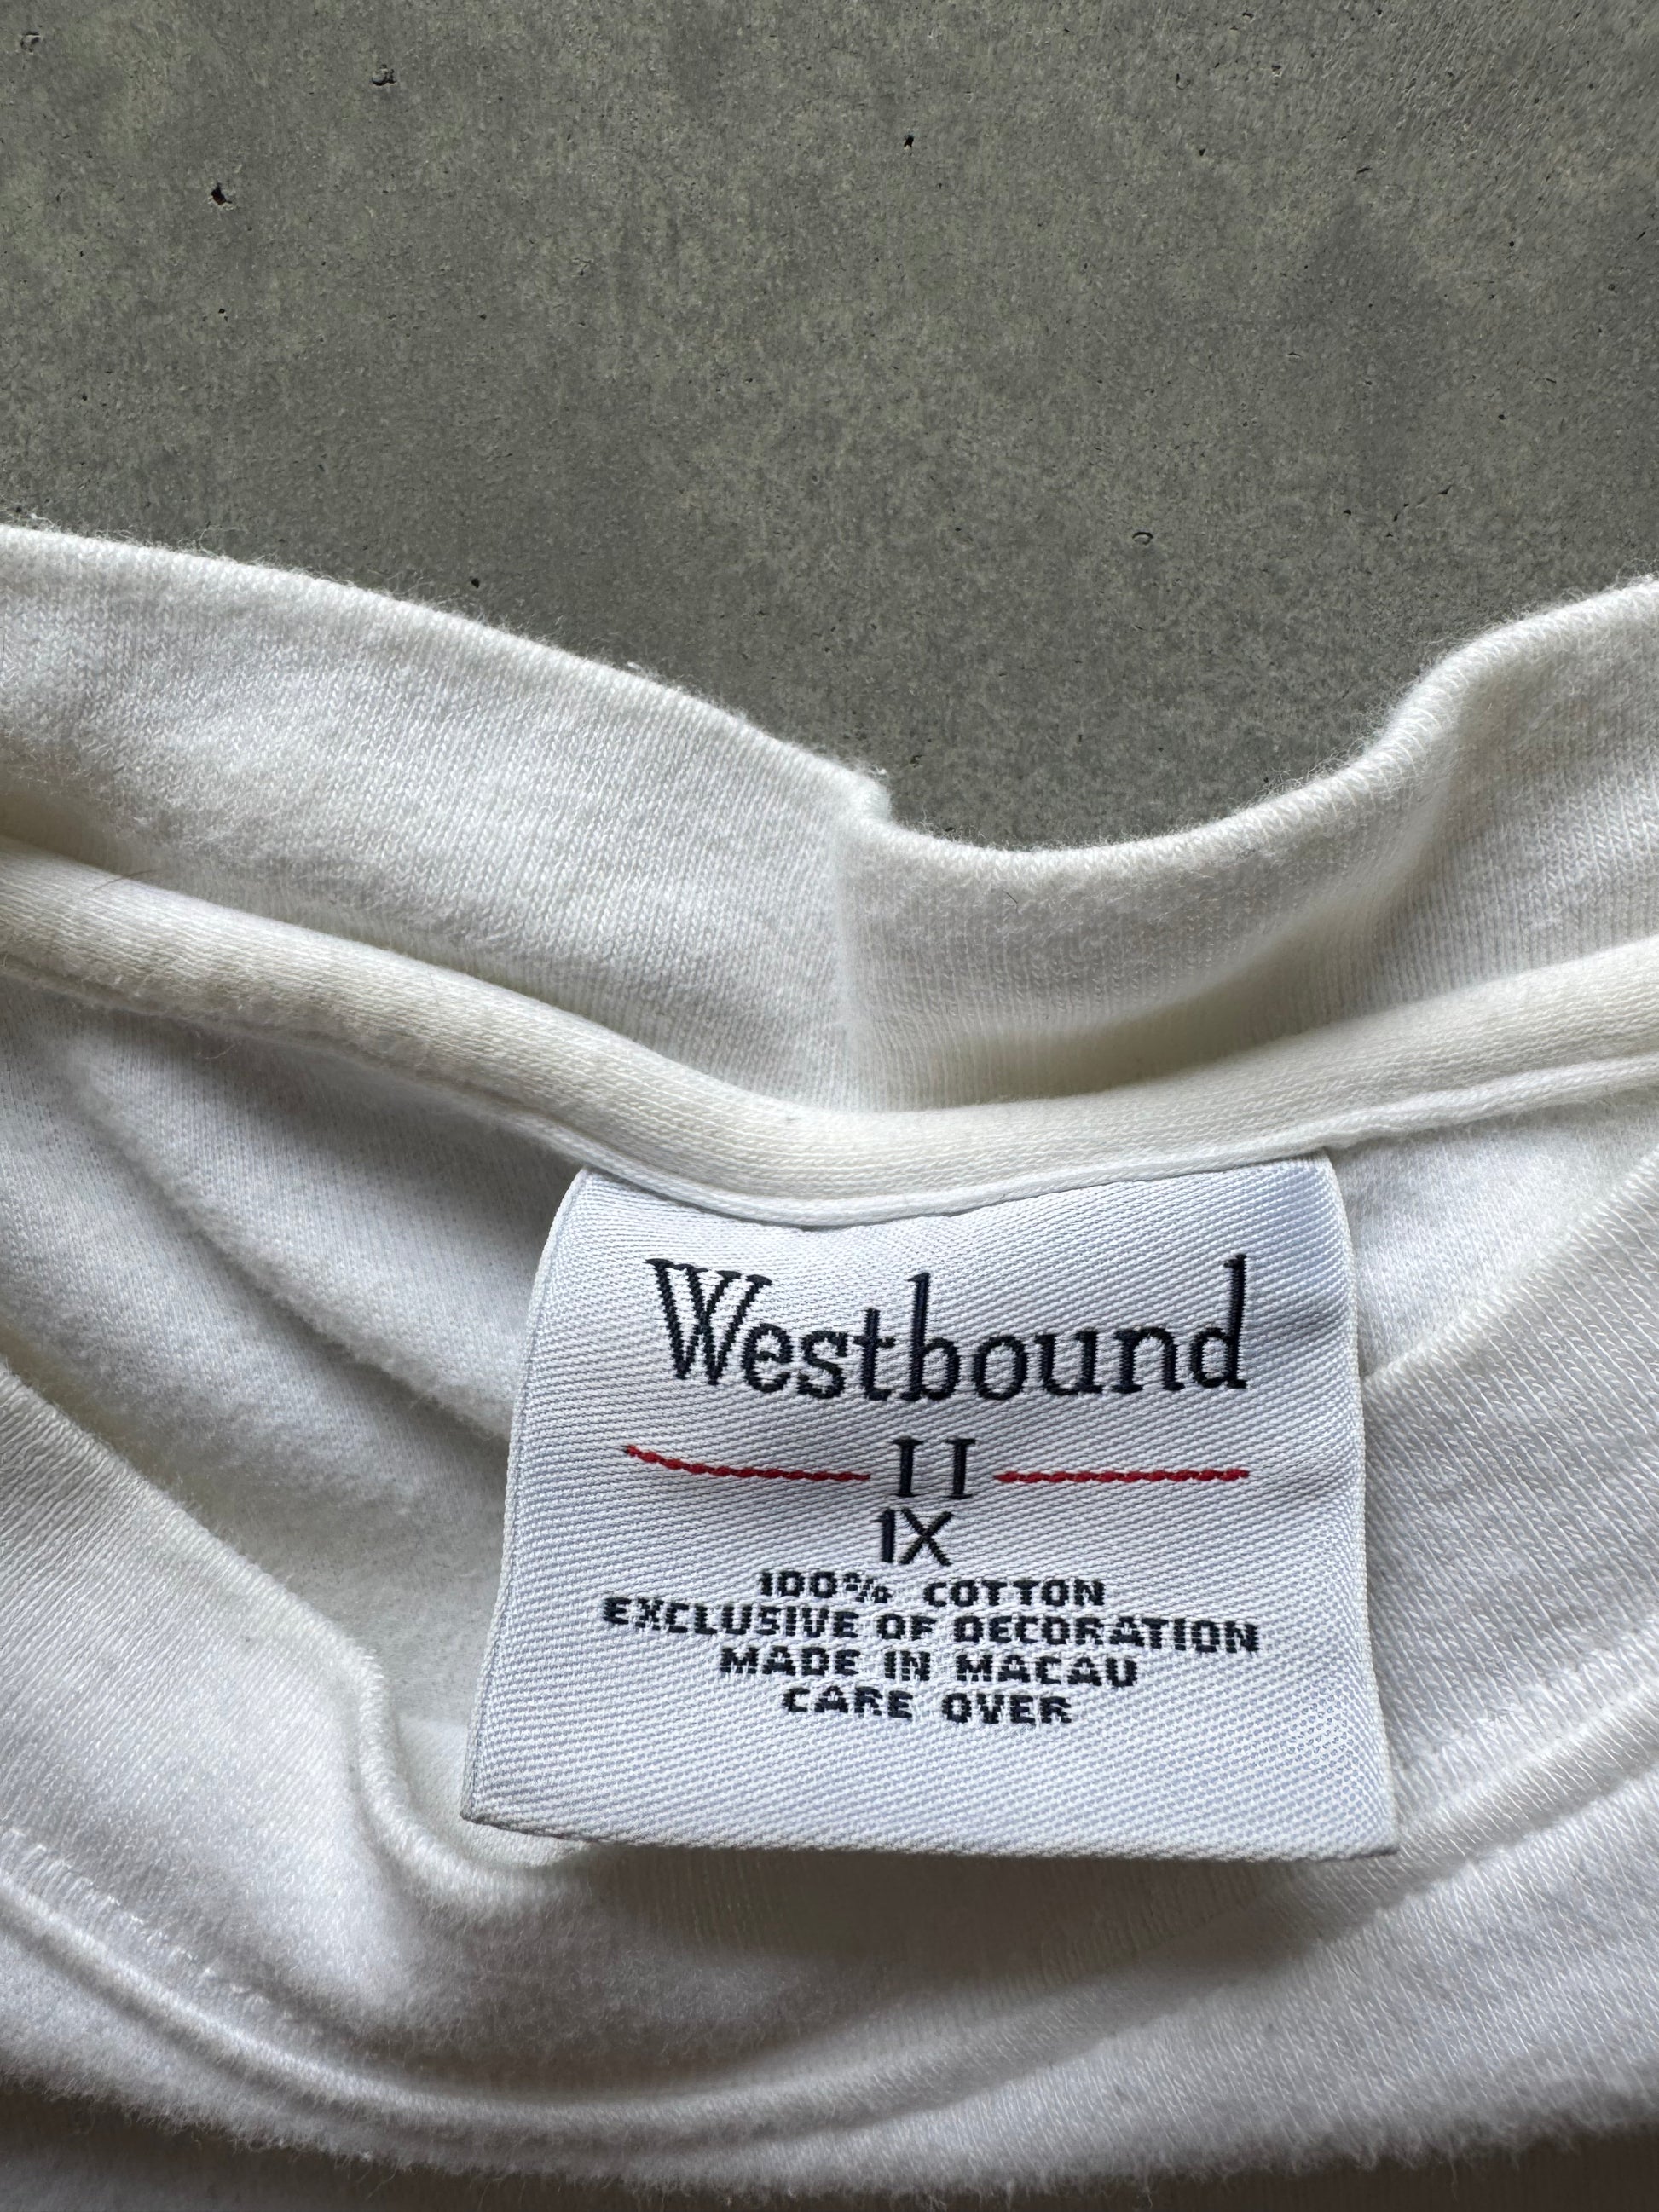 Westbound
II
1X
100% COTTON
EXCLUSIVE OF DECORATION
MADE IN MACAU
CARE OVER